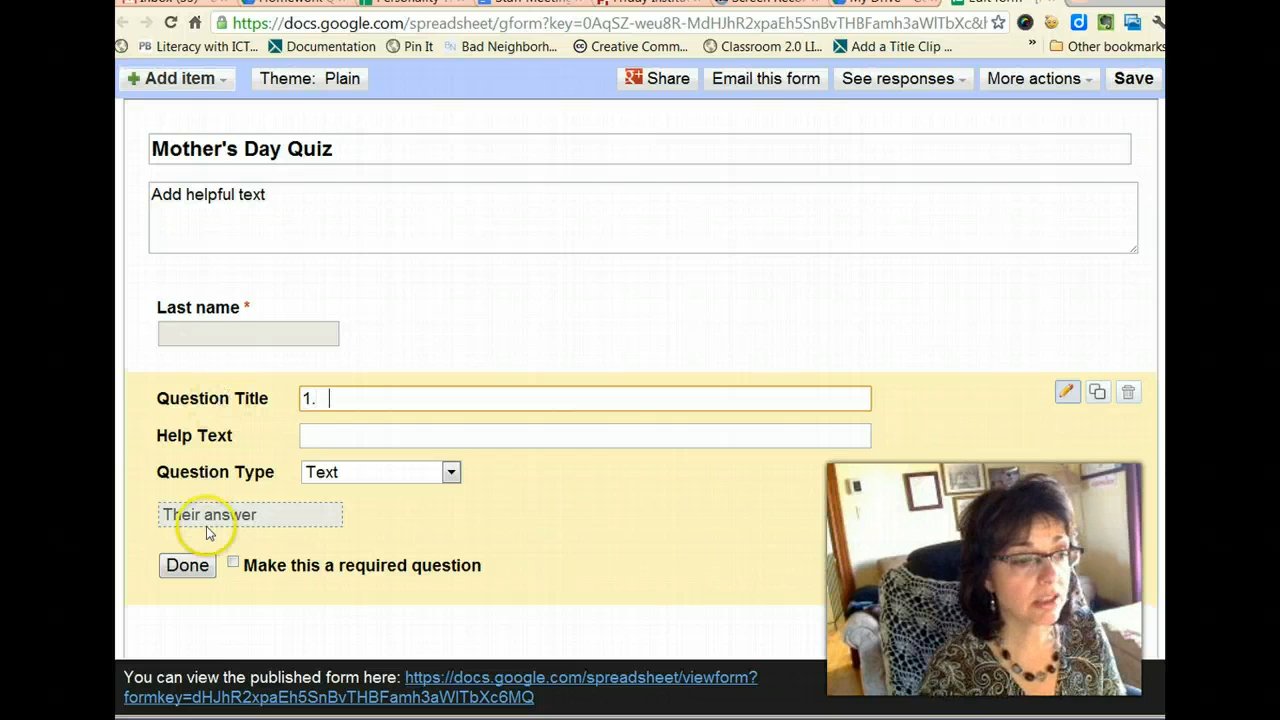 https://docs.google.com/spreadsheet/gform?key=0AqSZ-weu8R-MdHJhR2xpaEh5SnBvTHBFamh3aWlTbXc&
Literacy with ICT... Documentation Pin It Bad Neighborh... Creative Comm... Classroom 2.0 LI... Add a Title Clip ... » Other bookmarks
Add item Theme: Plain Share Email this form See responses More actions Save
Mother's Day Quiz
Add helpful text
Last name *
Question Title 1.
Help Text
Question Type Text
Their answer
Done Make this a required question
You can view the published form here: https://docs.google.com/spreadsheet/viewform?
formkey=dHJhR2xpaEh5SnBvTHBFamh3aWlTbXc6MQ